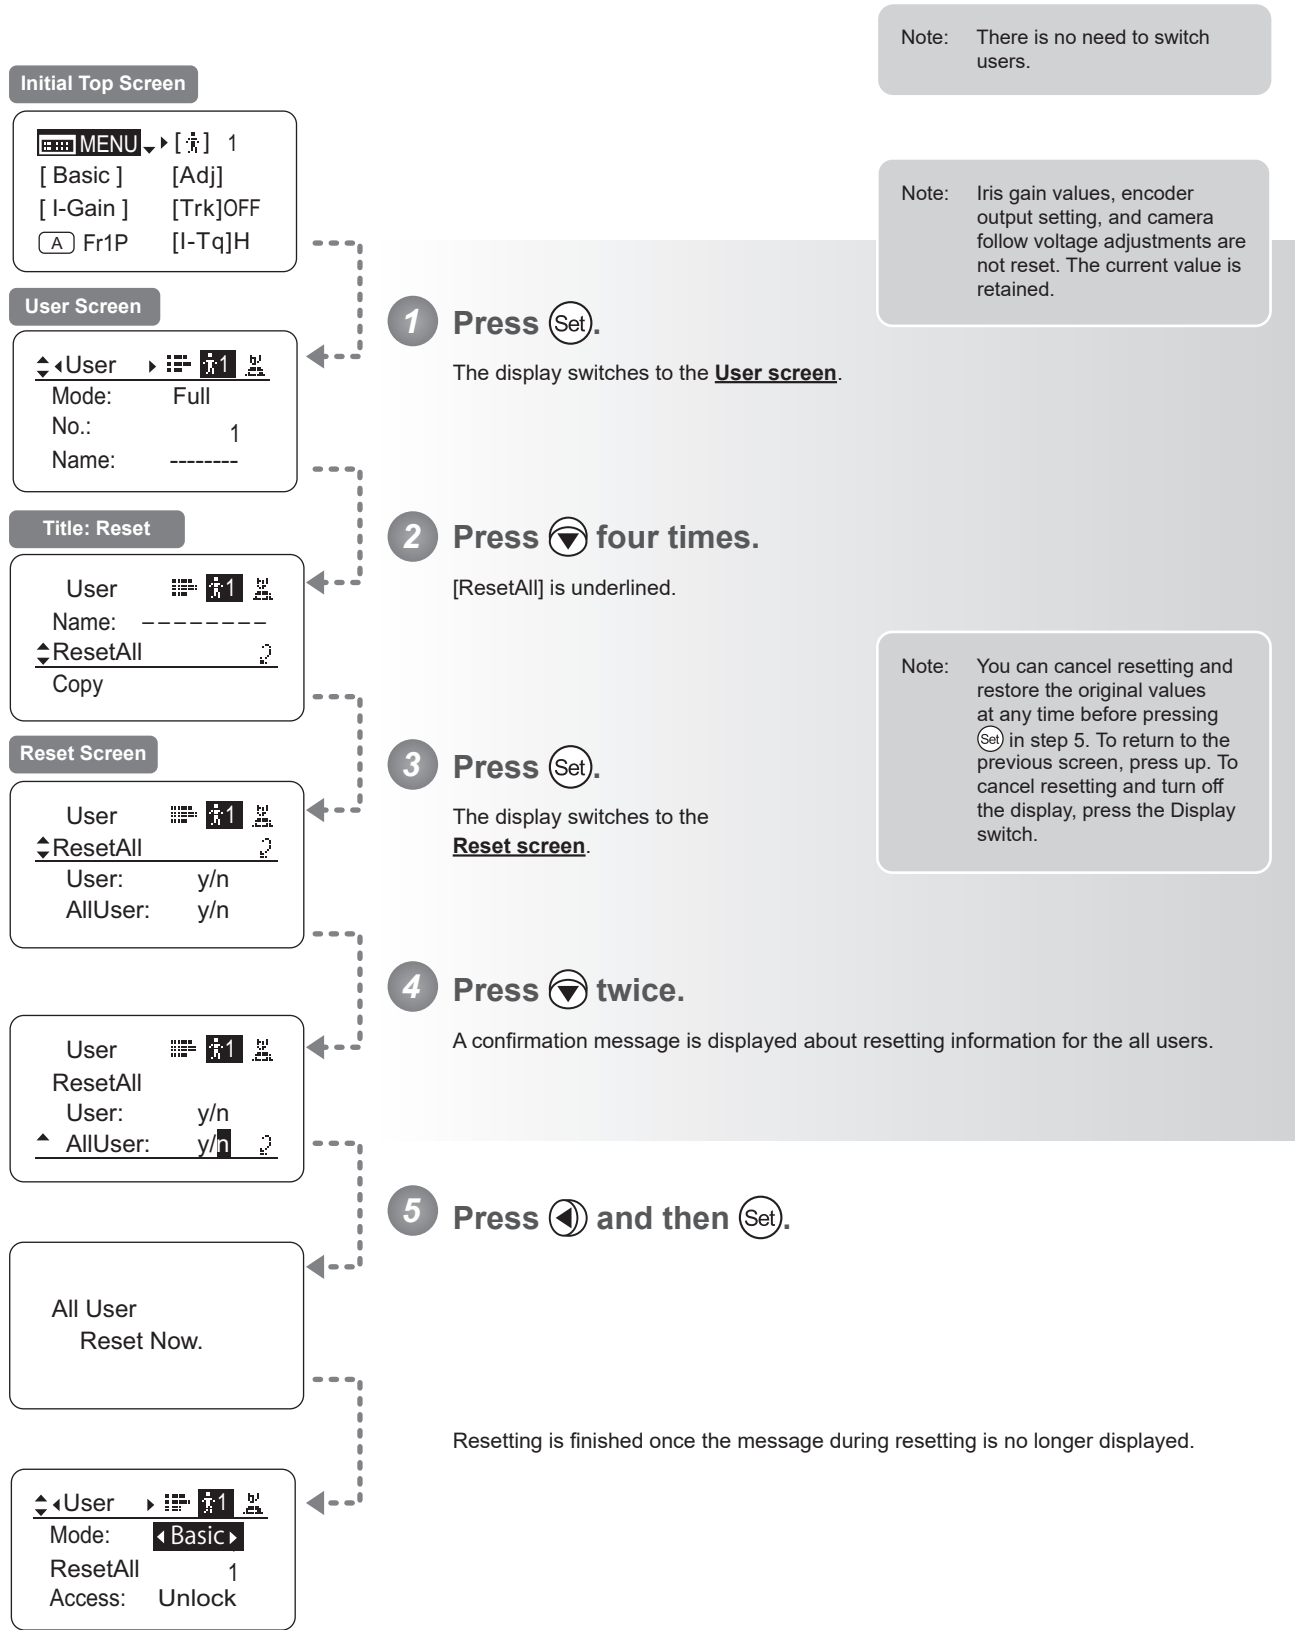 Note: There is no need to switch
users.
Initial Top Screen
MENU [ ] 1
[ Basic ] [Adj]
[ I-Gain ] [Trk]OFF
A Fr1P [I-Tq]H
Note: Iris gain values, encoder
output setting, and camera
follow voltage adjustments are
not reset. The current value is
retained.
User Screen
User 1
Mode: Full
No.: 1
Name: --------
1 Press Set.
The display switches to the User screen.
Title: Reset
User 1
Name: --------
ResetAll
Copy
2 Press four times.
[ResetAll] is underlined.
Note: You can cancel resetting and
restore the original values
at any time before pressing
Set in step 5. To return to the
previous screen, press up. To
cancel resetting and turn off
the display, press the Display
switch.
Reset Screen
User 1
ResetAll
User: y/n
AllUser: y/n
3 Press Set.
The display switches to the
Reset screen.
4 Press twice.
A confirmation message is displayed about resetting information for the all users.
User 1
ResetAll
User: y/n
AllUser: y/n
5 Press and then Set.
All User
Reset Now.
Resetting is finished once the message during resetting is no longer displayed.
User 1
Mode: Basic
ResetAll 1
Access: Unlock